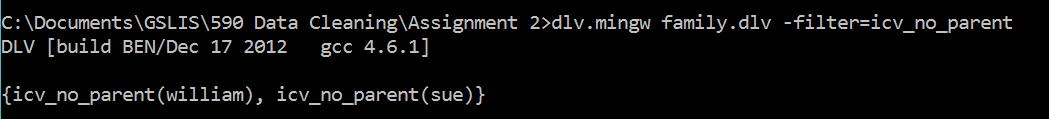 C:\Documents\GSLIS\590 Data Cleaning\Assignment 2>dlv.mingw family.dlv -filter=icv_no_parent
DLV [build BEN/Dec 17 2012   gcc 4.6.1]
{icv_no_parent(william), icv_no_parent(sue)}